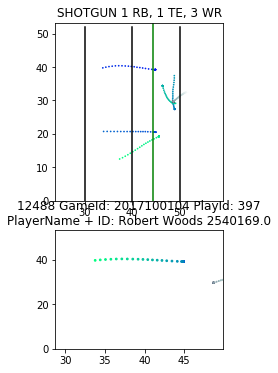 SHOTGUN 1 RB, 1 TE, 3 WR
50
40
30
20
10
0
30 40 50
12488 GameId: 2017100104 PlayId: 397
PlayerName + ID: Robert Woods 2540169.0
40
20
0
30 35 40 45